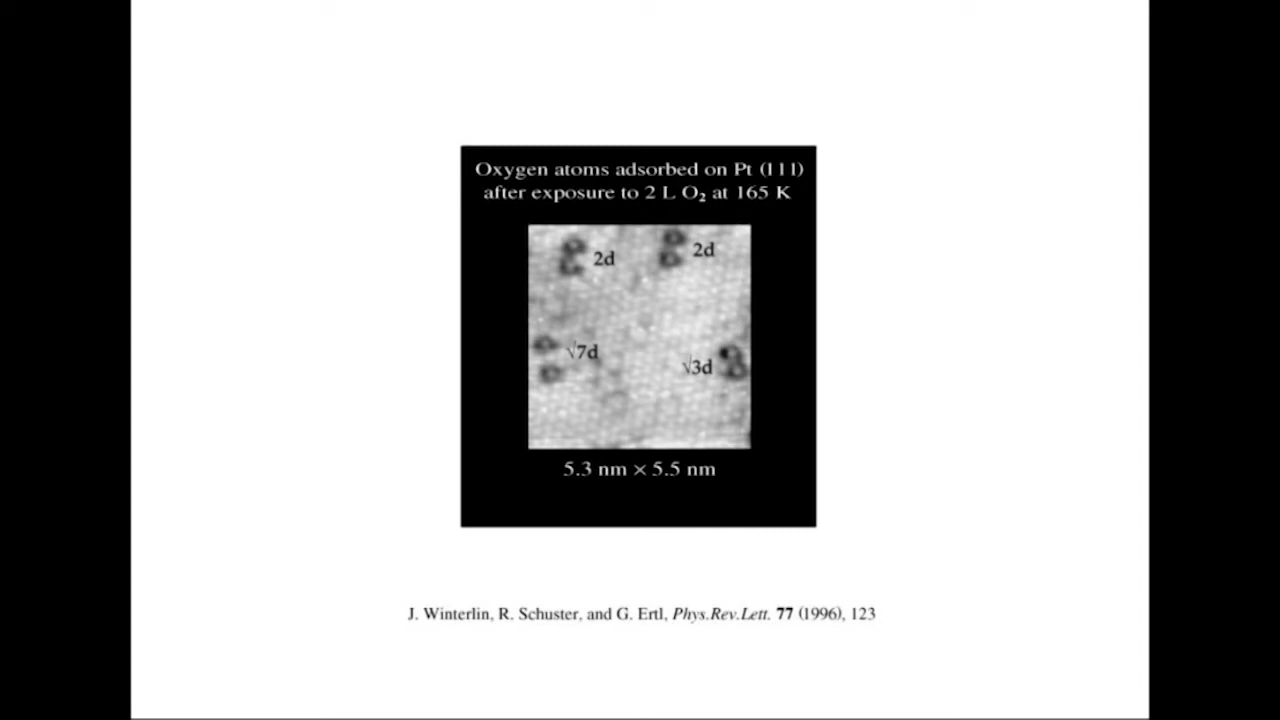 Oxygen atoms adsorbed on Pt (111)
after exposure to 2 L O₂ at 165 K
2d
2d
√7d
√3d
5.3 nm × 5.5 nm
J. Winterlin, R. Schuster, and G. Ertl, Phys.Rev.Lett. 77 (1996), 123